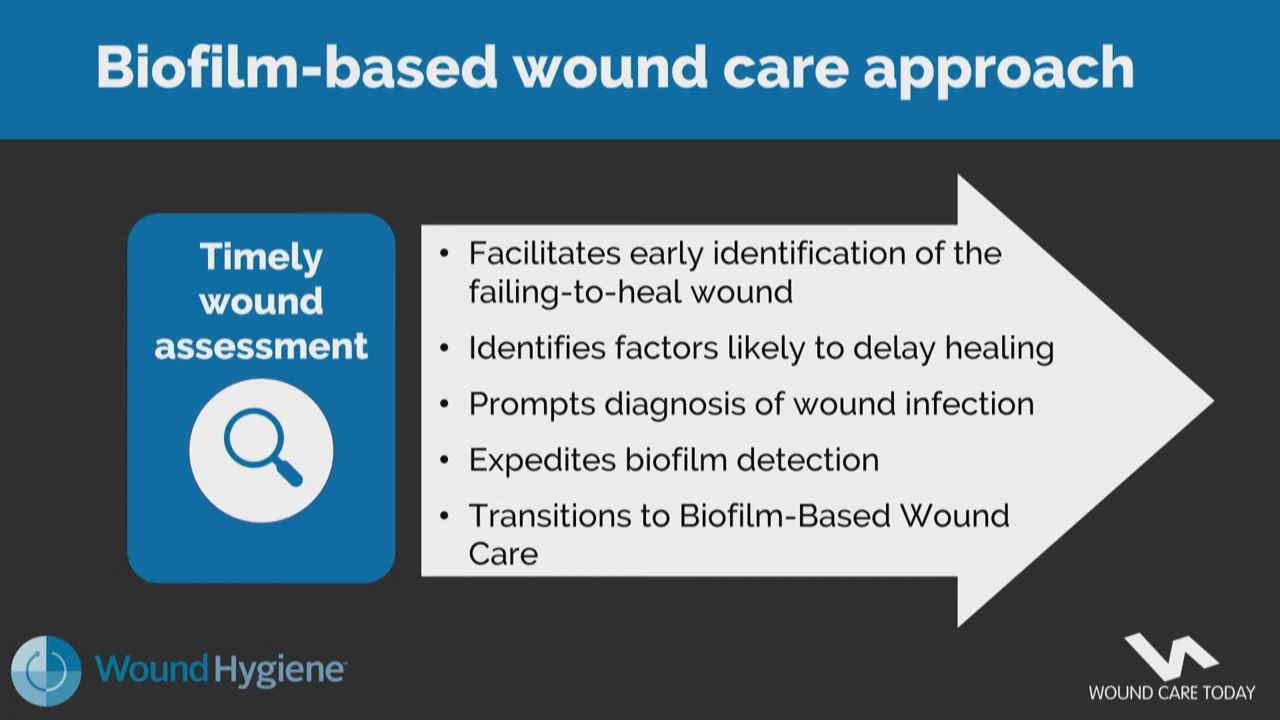 Biofilm-based wound care approach
Timely
wound
assessment
• Facilitates early identification of the
failing-to-heal wound
• Identifies factors likely to delay healing
• Prompts diagnosis of wound infection
• Expedites biofilm detection
• Transitions to Biofilm-Based Wound
Care
WoundHygiene™
WOUND CARE TODAY